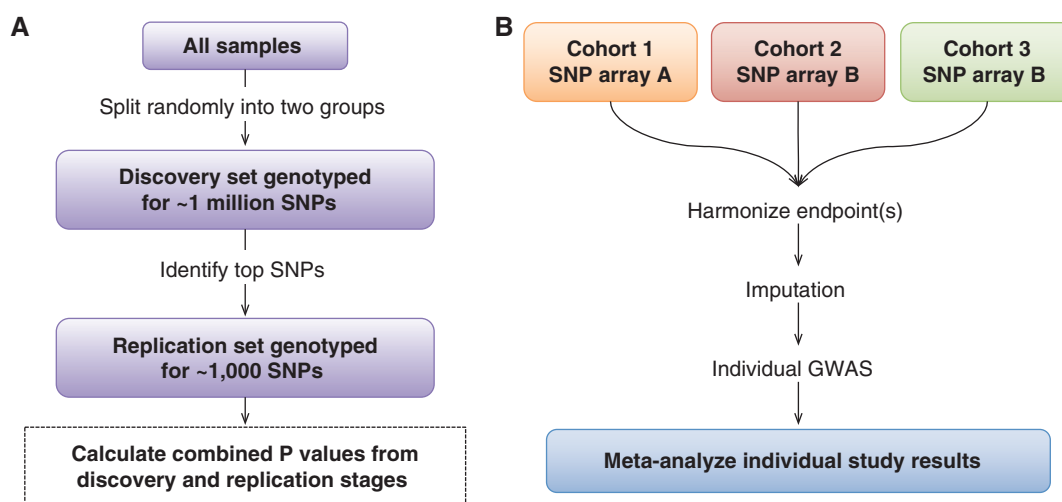 A
All samples
Split randomly into two groups
Discovery set genotyped
for ~1 million SNPs
Identify top SNPs
Replication set genotyped
for ~1,000 SNPs
Calculate combined P values from
discovery and replication stages
B
Cohort 1
SNP array A
Cohort 2
SNP array B
Cohort 3
SNP array B
Harmonize endpoint(s)
Imputation
Individual GWAS
Meta-analyze individual study results